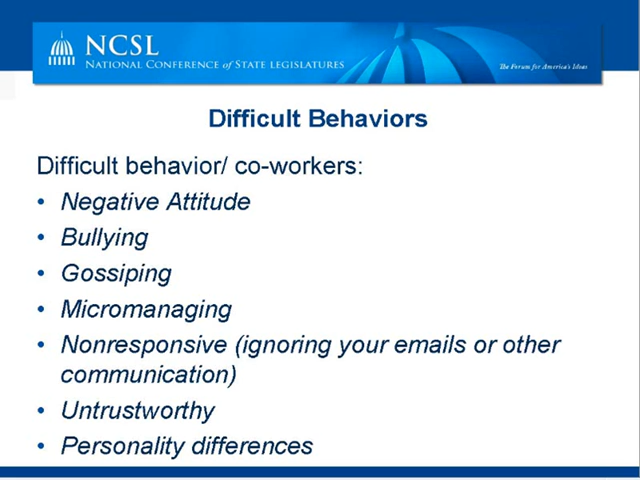 NCSL
NATIONAL CONFERENCE of STATE LEGISLATURES
The Forum for America's Ideas
Difficult Behaviors
Difficult behavior/ co-workers:
• Negative Attitude
• Bullying
• Gossiping
• Micromanaging
• Nonresponsive (ignoring your emails or other
communication)
• Untrustworthy
• Personality differences